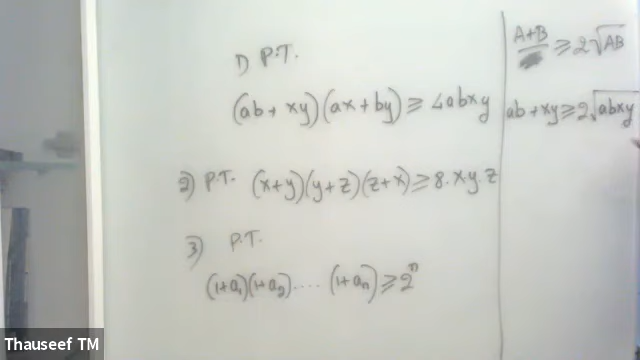 1) P.T.
(ab + xy)(ax + by) ≥ 4abxy
2) P.T. (x+y)(y+z)(z+x) ≥ 8.x.y.z
3) P.T.
(1+a₁)(1+a₂)....(1+aₙ) ≥ 2ⁿ
A+B ≥ 2√AB
ab + xy ≥ 2√abxy
Thauseef TM